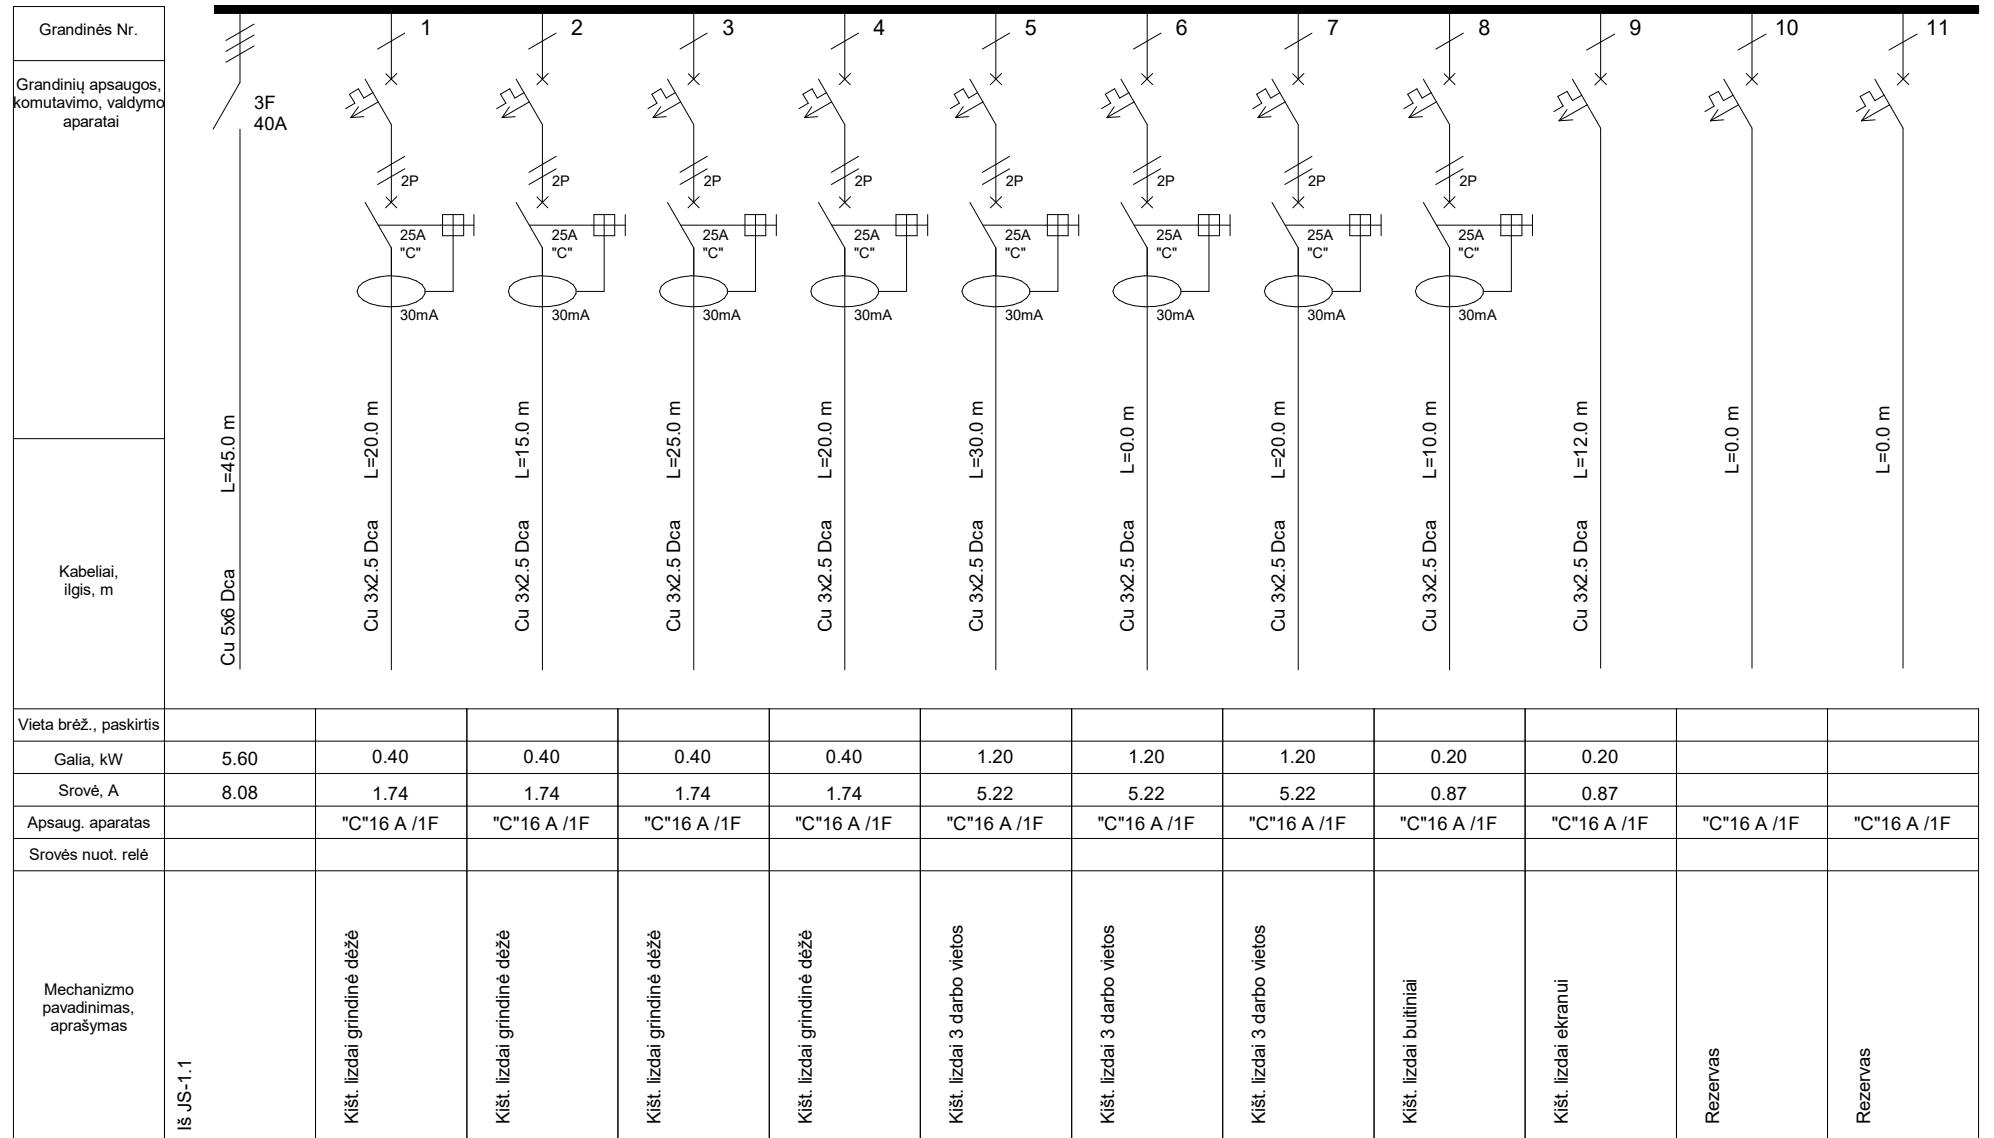 Grandinės Nr.
1
2
3
4
5
6
7
8
9
10
11
Grandinių apsaugos,
komutavimo, valdymo
aparatai
3F
40A
2P
2P
2P
2P
2P
2P
2P
2P
25A
"C"
25A
"C"
25A
"C"
25A
"C"
25A
"C"
25A
"C"
25A
"C"
25A
"C"
30mA
30mA
30mA
30mA
30mA
30mA
30mA
30mA
Kabeliai,
ilgis, m
Cu 5x6 Dca L=45.0 m
Cu 3x2.5 Dca L=20.0 m
Cu 3x2.5 Dca L=15.0 m
Cu 3x2.5 Dca L=25.0 m
Cu 3x2.5 Dca L=20.0 m
Cu 3x2.5 Dca L=30.0 m
Cu 3x2.5 Dca L=0.0 m
Cu 3x2.5 Dca L=20.0 m
Cu 3x2.5 Dca L=10.0 m
Cu 3x2.5 Dca L=12.0 m
L=0.0 m
L=0.0 m
Vieta brėž., paskirtis
Galia, kW 5.60 0.40 0.40 0.40 0.40 1.20 1.20 1.20 0.20 0.20
Srovė, A 8.08 1.74 1.74 1.74 1.74 5.22 5.22 5.22 0.87 0.87
Apsaug. aparatas "C"16 A /1F "C"16 A /1F "C"16 A /1F "C"16 A /1F "C"16 A /1F "C"16 A /1F "C"16 A /1F "C"16 A /1F "C"16 A /1F "C"16 A /1F "C"16 A /1F
Srovės nuot. relė
Mechanizmo
pavadinimas,
aprašymas
Iš JS-1.1
Kišt. lizdai grindinė dėžė
Kišt. lizdai grindinė dėžė
Kišt. lizdai grindinė dėžė
Kišt. lizdai grindinė dėžė
Kišt. lizdai 3 darbo vietos
Kišt. lizdai 3 darbo vietos
Kišt. lizdai 3 darbo vietos
Kišt. lizdai buitiniai
Kišt. lizdai ekranui
Rezervas
Rezervas